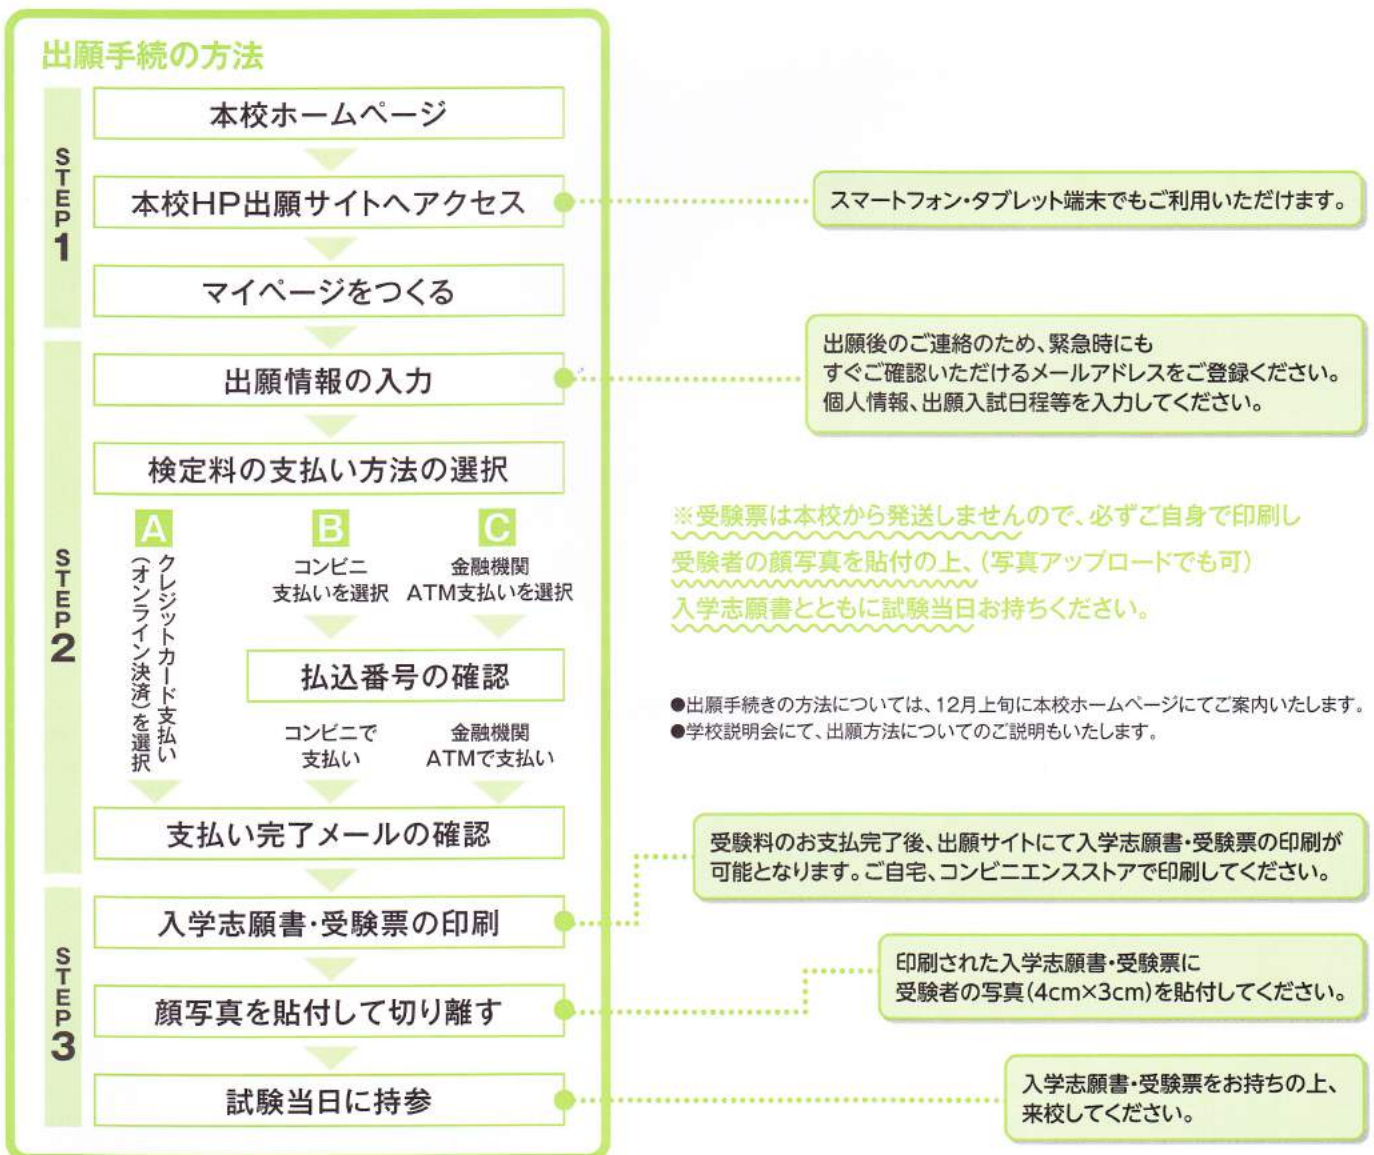 出願手続の方法
STEP1
本校ホームページ
本校HP出願サイトへアクセス
スマートフォン・タブレット端末でもご利用いただけます。
マイページをつくる
STEP2
出願情報の入力
出願後のご連絡のため、緊急時にも
すぐご確認いただけるメールアドレスをご登録ください。
個人情報、出願入試日程等を入力してください。
検定料の支払い方法の選択
A
クレジットカード支払い
(オンライン決済)を選択
B
コンビニ
支払いを選択
C
金融機関
ATM支払いを選択
払込番号の確認
コンビニで
支払い
金融機関
ATMで支払い
支払い完了メールの確認
※受験票は本校から発送しませんので、必ずご自身で印刷し
受験者の顔写真を貼付の上、(写真アップロードでも可)
入学志願書とともに試験当日お持ちください。
●出願手続きの方法については、12月上旬に本校ホームページにてご案内いたします。
●学校説明会にて、出願方法についてのご説明もいたします。
STEP3
入学志願書・受験票の印刷
受験料のお支払完了後、出願サイトにて入学志願書・受験票の印刷が
可能となります。ご自宅、コンビニエンスストアで印刷してください。
顔写真を貼付して切り離す
印刷された入学志願書・受験票に
受験者の写真(4cm×3cm)を貼付してください。
試験当日に持参
入学志願書・受験票をお持ちの上、
来校してください。